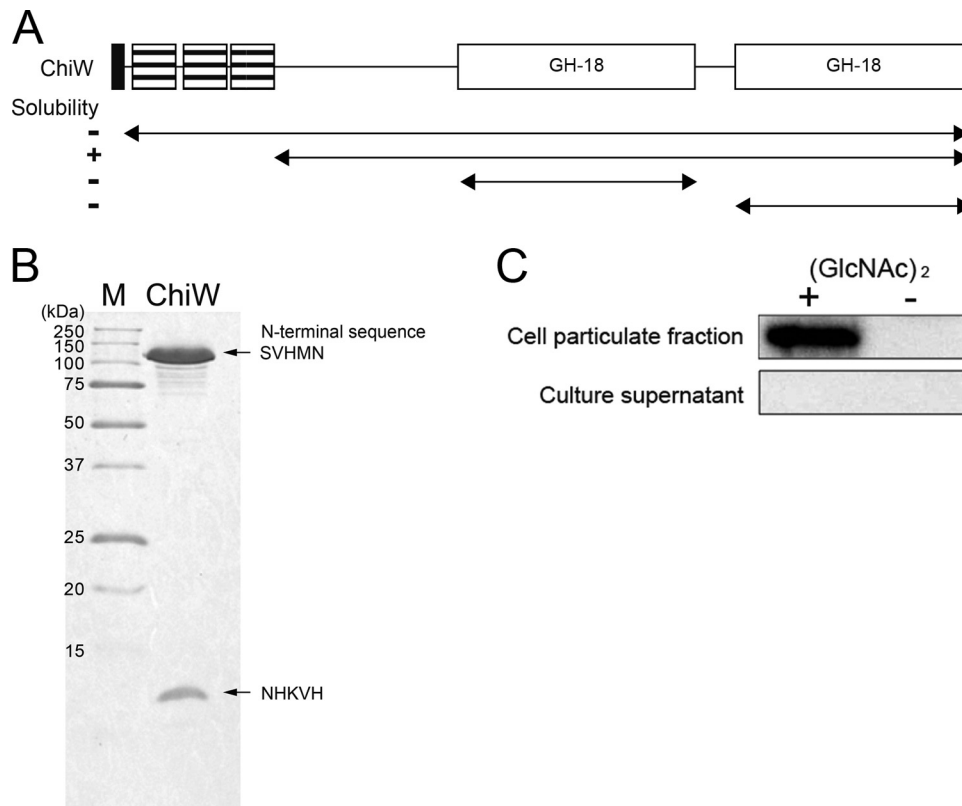 A
ChiW
GH-18
GH-18
Solubility
-
+
-
-
B
M ChiW
(kDa)
250
150
100
75
50
37
25
20
15
N-terminal sequence
SVHMN
NHKVH
C
(GlcNAc)2
+ -
Cell particulate fraction
Culture supernatant